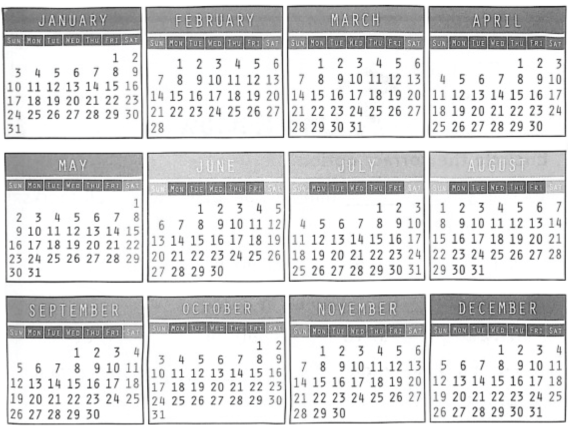 JANUARY
SUN MON TUE WED THU FRI SAT
1 2
3 4 5 6 7 8 9
10 11 12 13 14 15 16
17 18 19 20 21 22 23
24 25 26 27 28 29 30
31
FEBRUARY
SUN MON TUE WED THU FRI SAT
1 2 3 4 5 6
7 8 9 10 11 12 13
14 15 16 17 18 19 20
21 22 23 24 25 26 27
28
MARCH
SUN MON TUE WED THU FRI SAT
1 2 3 4 5 6
7 8 9 10 11 12 13
14 15 16 17 18 19 20
21 22 23 24 25 26 27
28 29 30 31
APRIL
SUN MON TUE WED THU FRI SAT
1 2 3
4 5 6 7 8 9 10
11 12 13 14 15 16 17
18 19 20 21 22 23 24
25 26 27 28 29 30
MAY
SUN MON TUE WED THU FRI SAT
1
2 3 4 5 6 7 8
9 10 11 12 13 14 15
16 17 18 19 20 21 22
23 24 25 26 27 28 29
30 31
JUNE
SUN MON TUE WED THU FRI SAT
1 2 3 4 5
6 7 8 9 10 11 12
13 14 15 16 17 18 19
20 21 22 23 24 25 26
27 28 29 30
JULY
SUN MON TUE WED THU FRI SAT
1 2 3
4 5 6 7 8 9 10
11 12 13 14 15 16 17
18 19 20 21 22 23 24
25 26 27 28 29 30 31
AUGUST
SUN MON TUE WED THU FRI SAT
1 2 3 4 5 6 7
8 9 10 11 12 13 14
15 16 17 18 19 20 21
22 23 24 25 26 27 28
29 30 31
SEPTEMBER
SUN MON TUE WED THU FRI SAT
1 2 3 4
5 6 7 8 9 10 11
12 13 14 15 16 17 18
19 20 21 22 23 24 25
26 27 28 29 30
OCTOBER
SUN MON TUE WED THU FRI SAT
1 2
3 4 5 6 7 8 9
10 11 12 13 14 15 16
17 18 19 20 21 22 23
24 25 26 27 28 29 30
31
NOVEMBER
SUN MON TUE WED THU FRI SAT
1 2 3 4 5 6
7 8 9 10 11 12 13
14 15 16 17 18 19 20
21 22 23 24 25 26 27
28 29 30
DECEMBER
SUN MON TUE WED THU FRI SAT
1 2 3 4
5 6 7 8 9 10 11
12 13 14 15 16 17 18
19 20 21 22 23 24 25
26 27 28 29 30 31